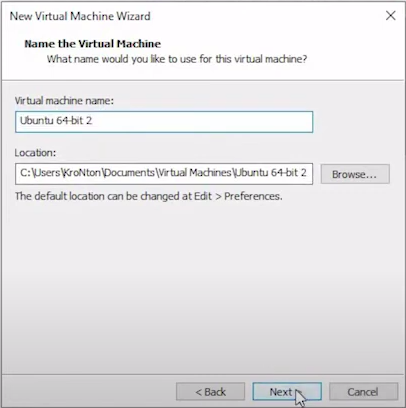 New Virtual Machine Wizard
Name the Virtual Machine
What name would you like to use for this virtual machine?
Virtual machine name:
Ubuntu 64-bit 2
Location:
C:\Users\KroNton\Documents\Virtual Machines\Ubuntu 64-bit 2
Browse...
The default location can be changed at Edit > Preferences.
< Back
Next >
Cancel